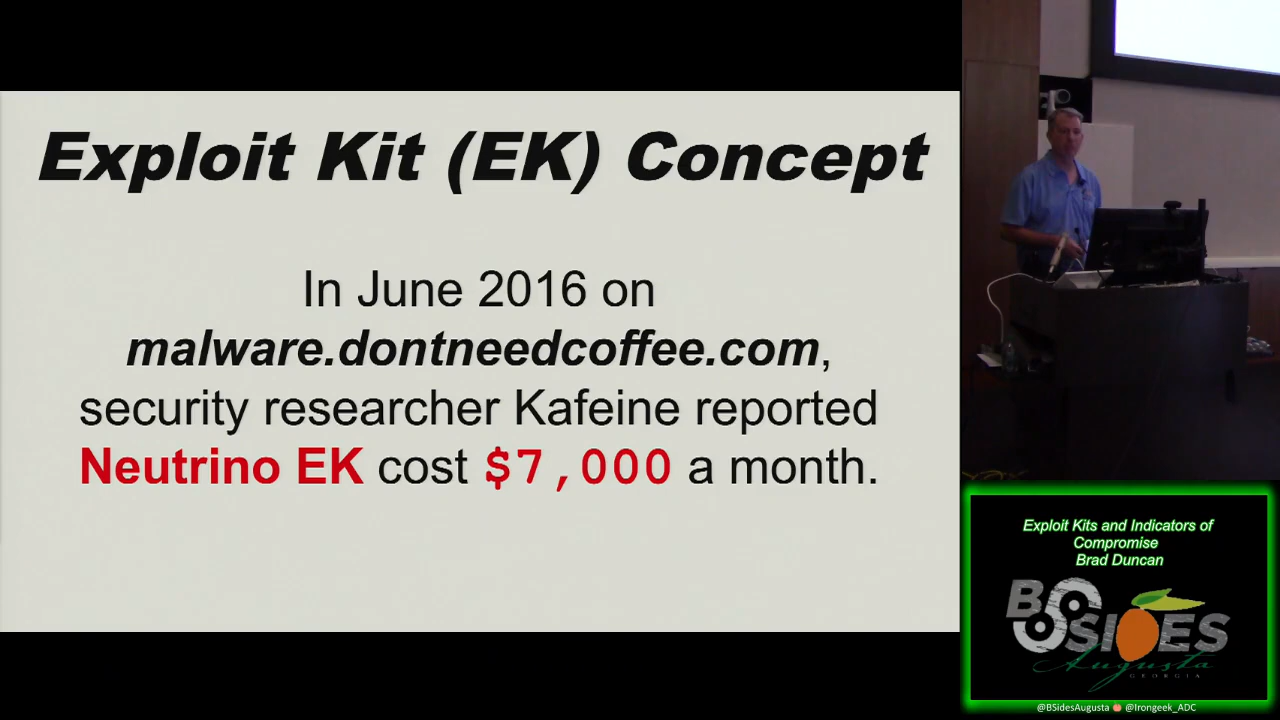 Exploit Kit (EK) Concept
In June 2016 on
malware.dontneedcoffee.com,
security researcher Kafeine reported
Neutrino EK cost $7,000 a month.
Exploit Kits and Indicators of
Compromise
Brad Duncan
BSIDES
Augusta
GEORGIA
@BSidesAugusta @Irongeek_ADC